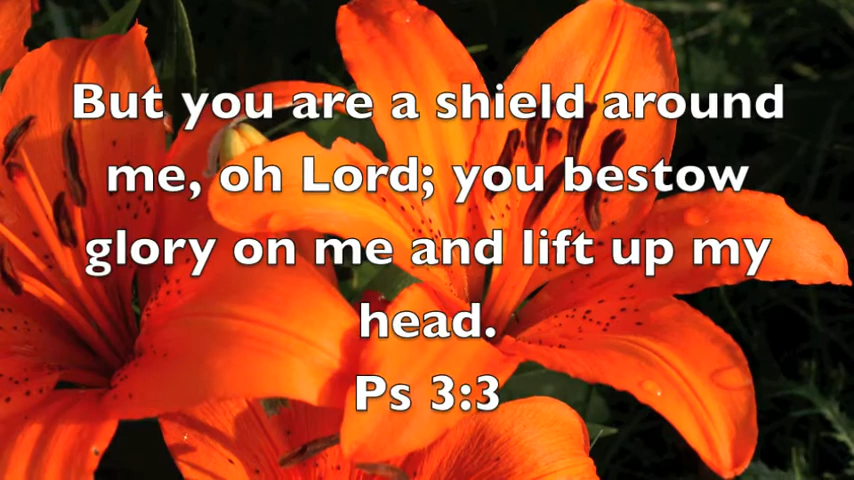 But you are a shield around
me, oh Lord; you bestow
glory on me and lift up my
head.
Ps 3:3